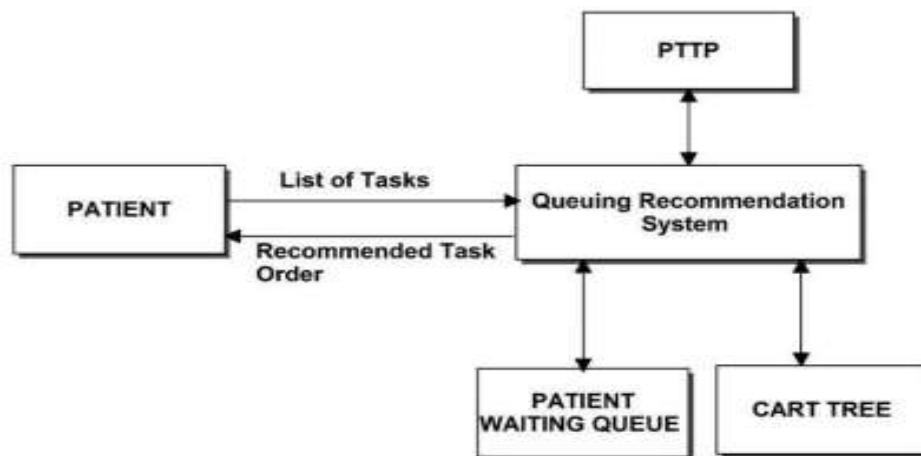 PTTP
PATIENT
List of Tasks
Recommended Task
Order
Queuing Recommendation
System
PATIENT
WAITING QUEUE
CART TREE